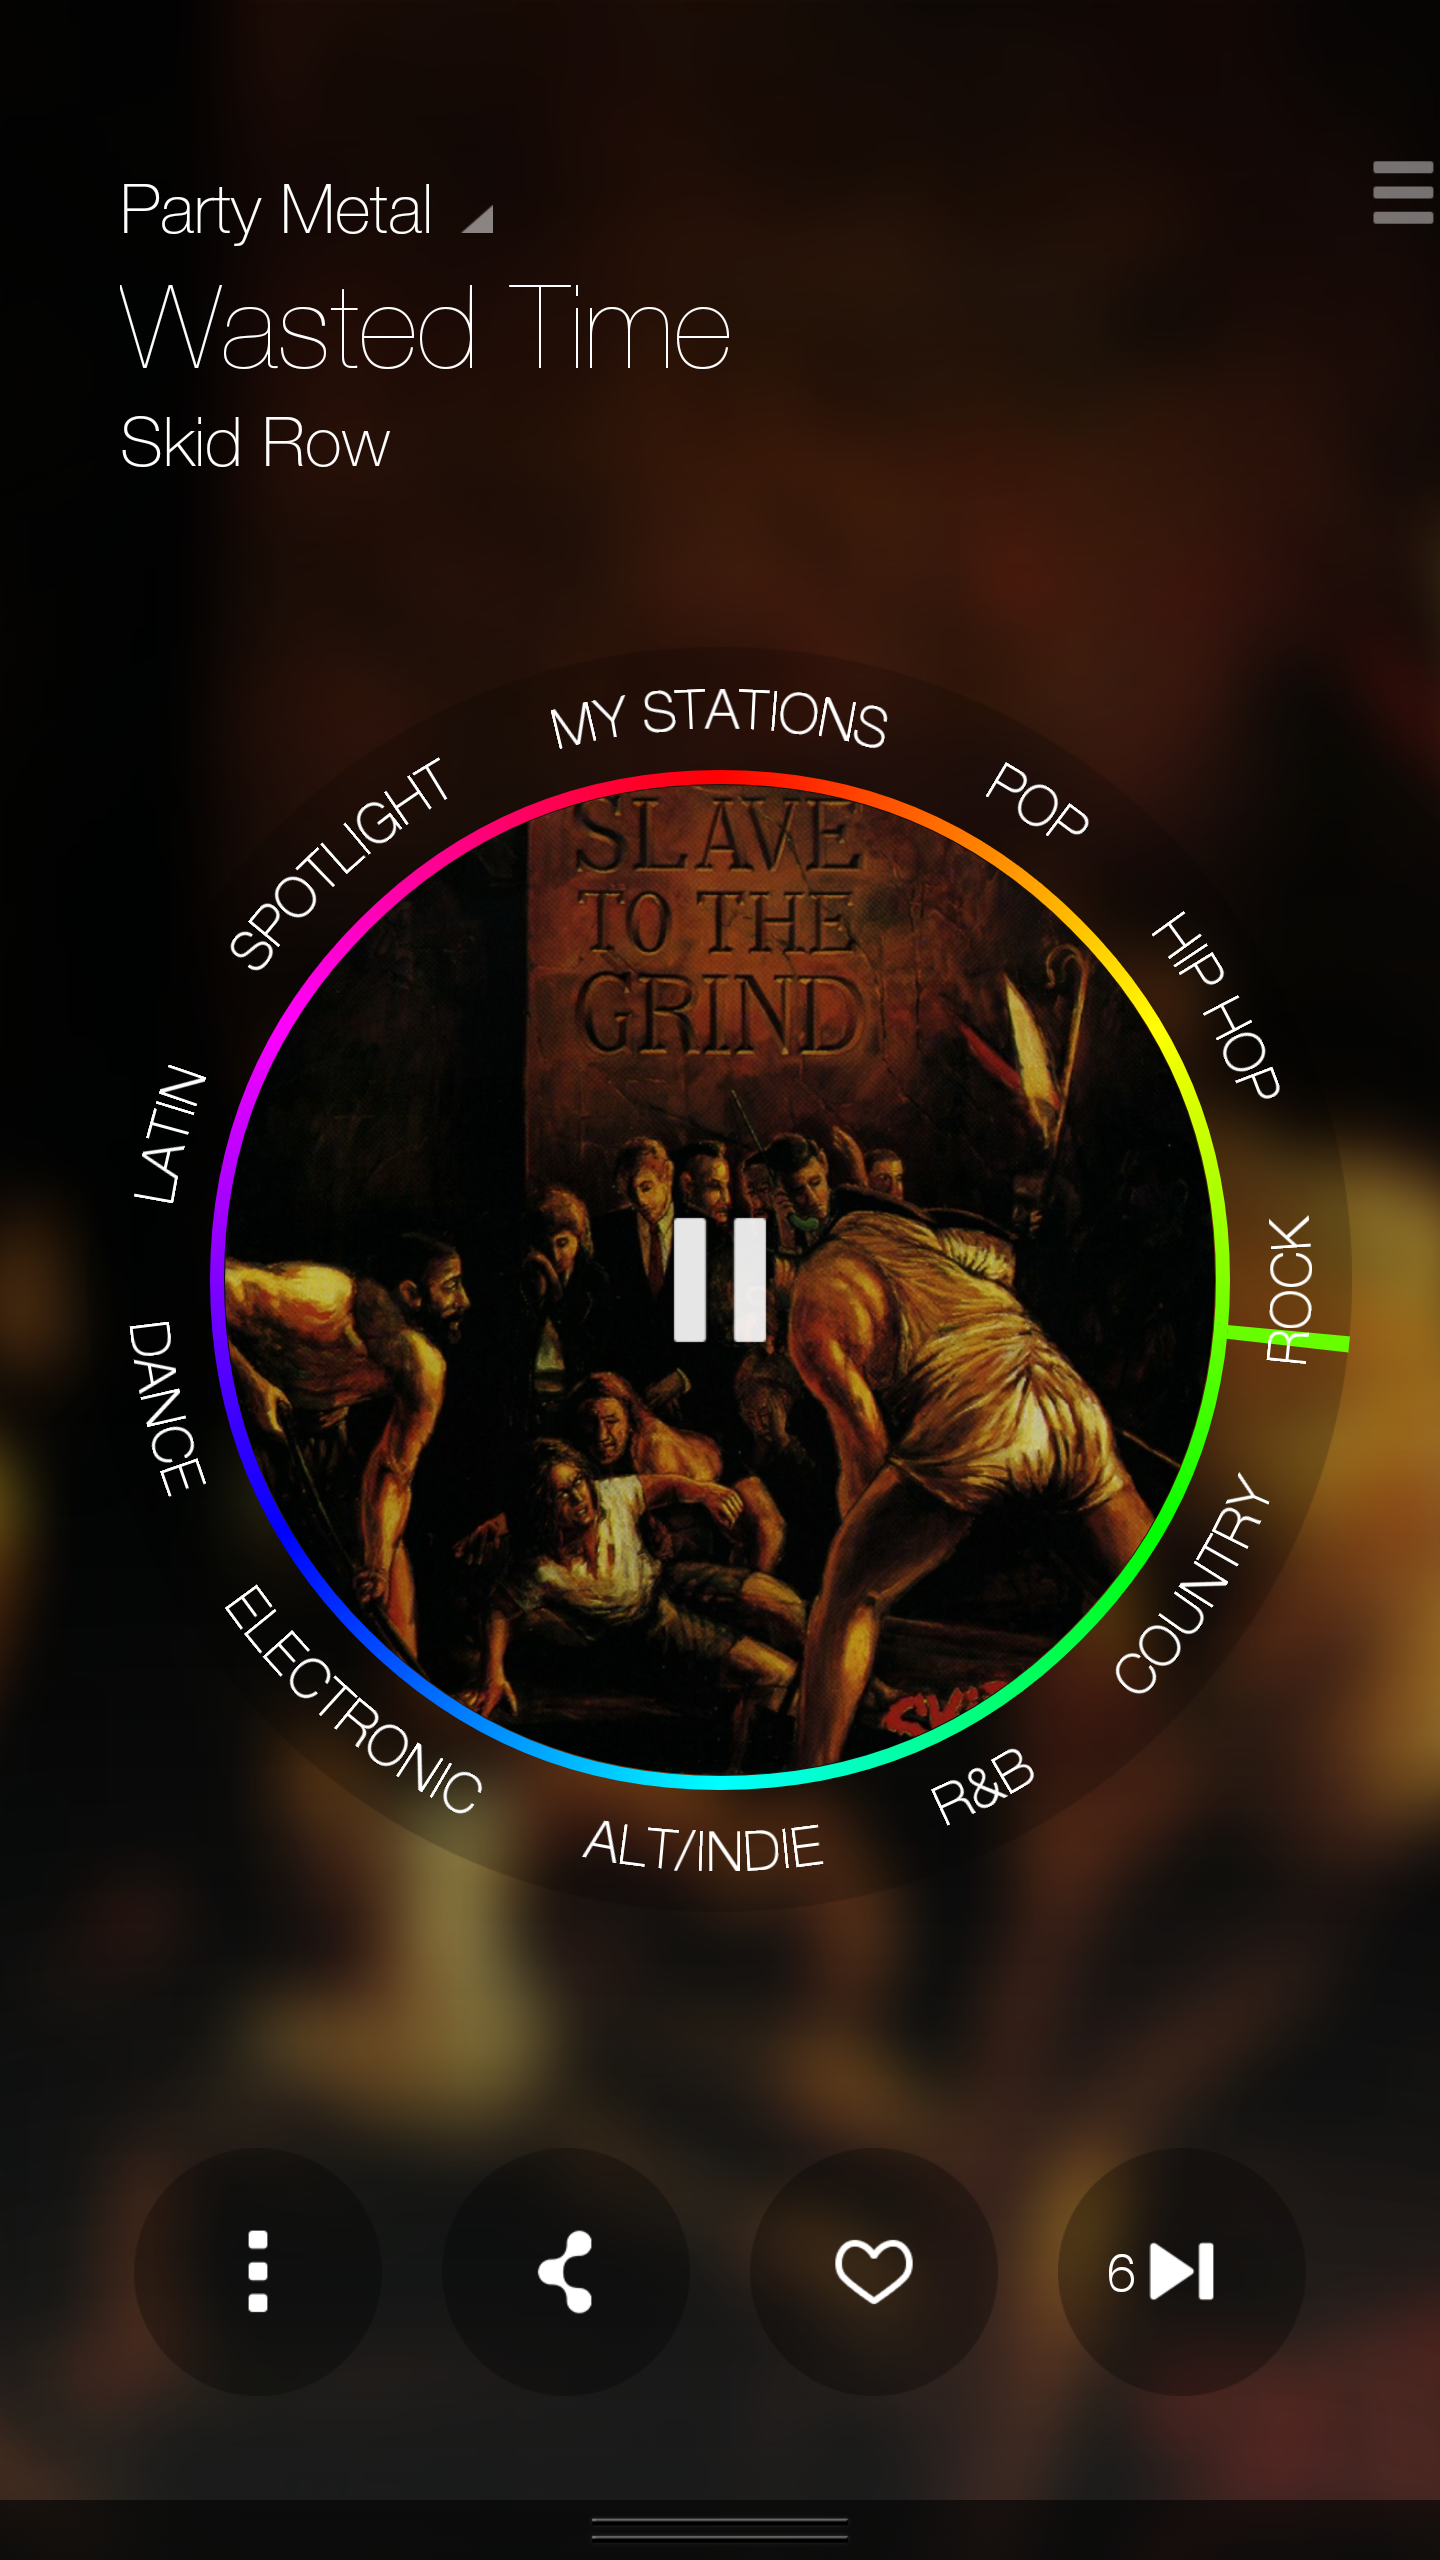 Party Metal
Wasted Time
Skid Row
MY STATIONS
POP
HIP HOP
ROCK
COUNTRY
R&B
ALT/INDIE
ELECTRONIC
DANCE
LATIN
SPOTLIGHT
SLAVE
TO THE
GRIND
6